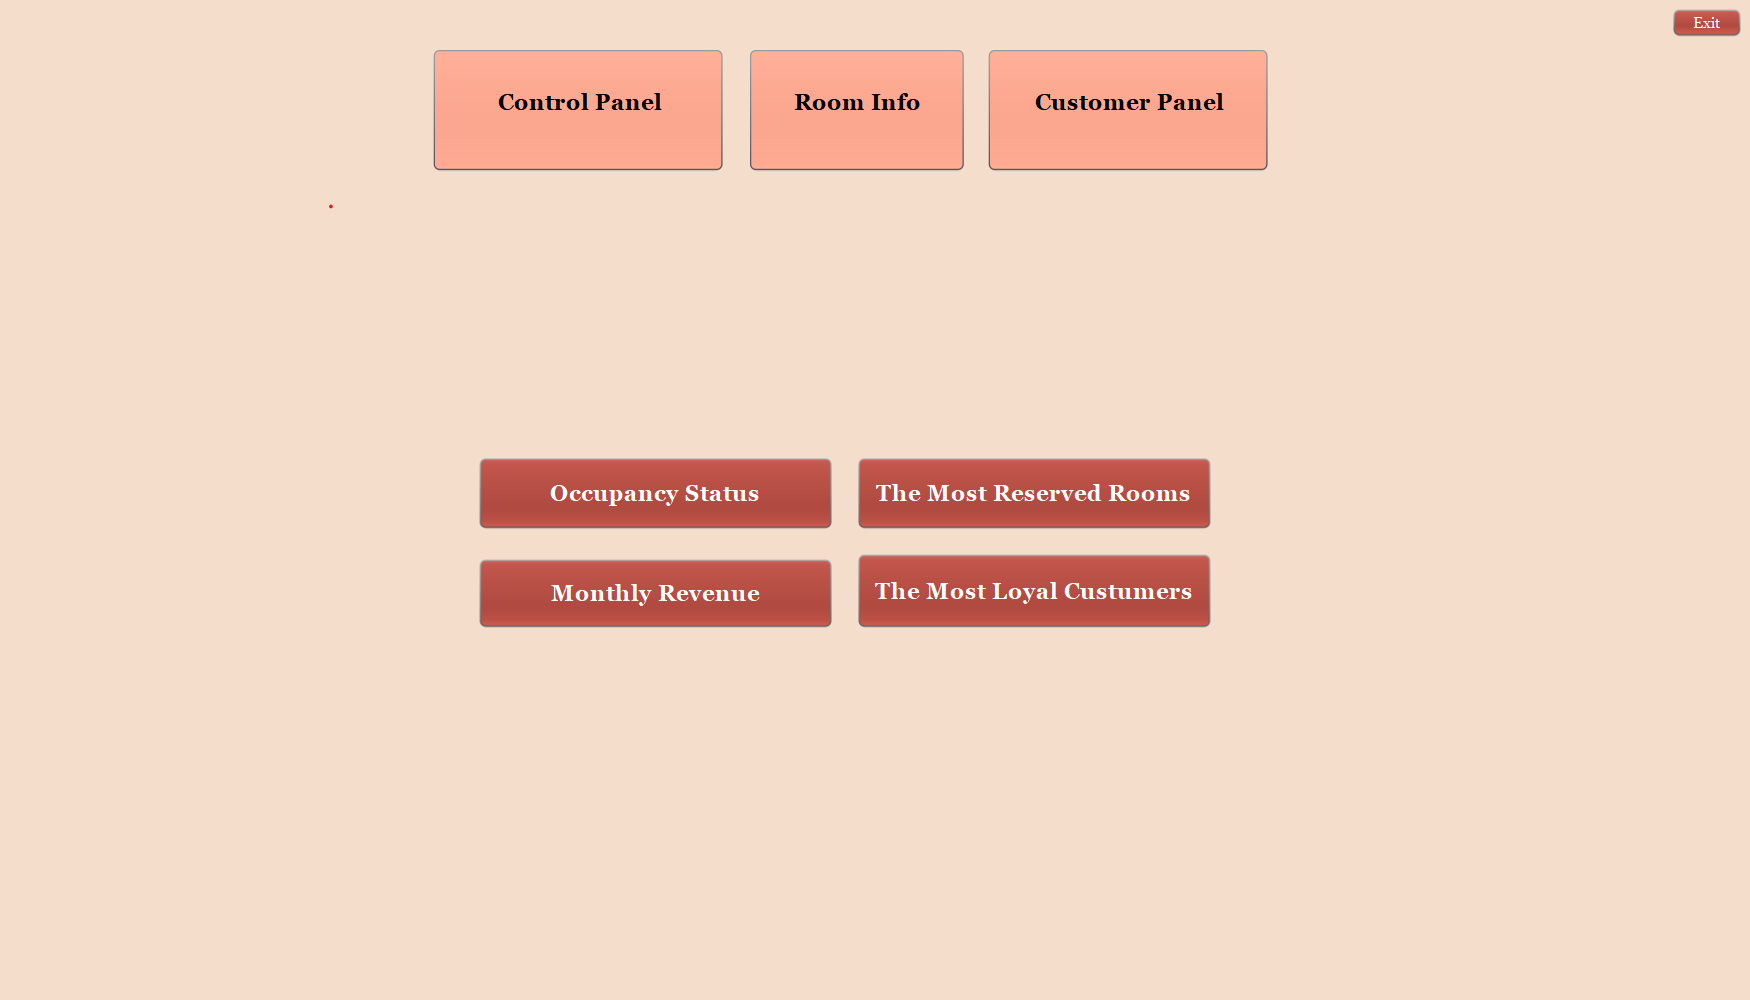 Exit
Control Panel
Room Info
Customer Panel
Occupancy Status
The Most Reserved Rooms
Monthly Revenue
The Most Loyal Custumers